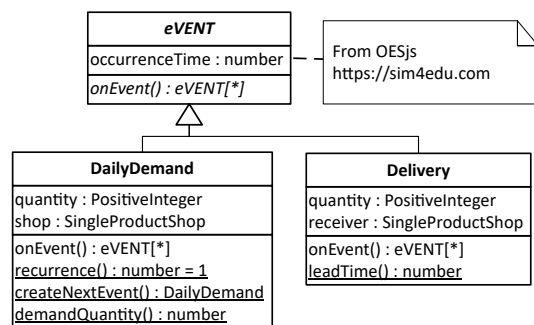 eVENT
occurrenceTime : number
onEvent() : eVENT[*]
From OESjs
https://sim4edu.com
DailyDemand
quantity : PositiveInteger
shop : SingleProductShop
onEvent() : eVENT[*]
recurrence() : number = 1
createNextEvent() : DailyDemand
demandQuantity() : number
Delivery
quantity : PositiveInteger
receiver : SingleProductShop
onEvent() : eVENT[*]
leadTime() : number